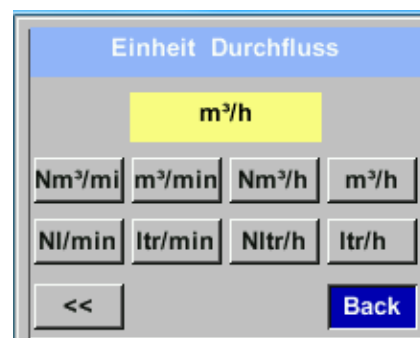 Einheit Durchfluss
m³/h
Nm³/mi m³/min Nm³/h m³/h
Nl/min ltr/min Nltr/h ltr/h
<< Back